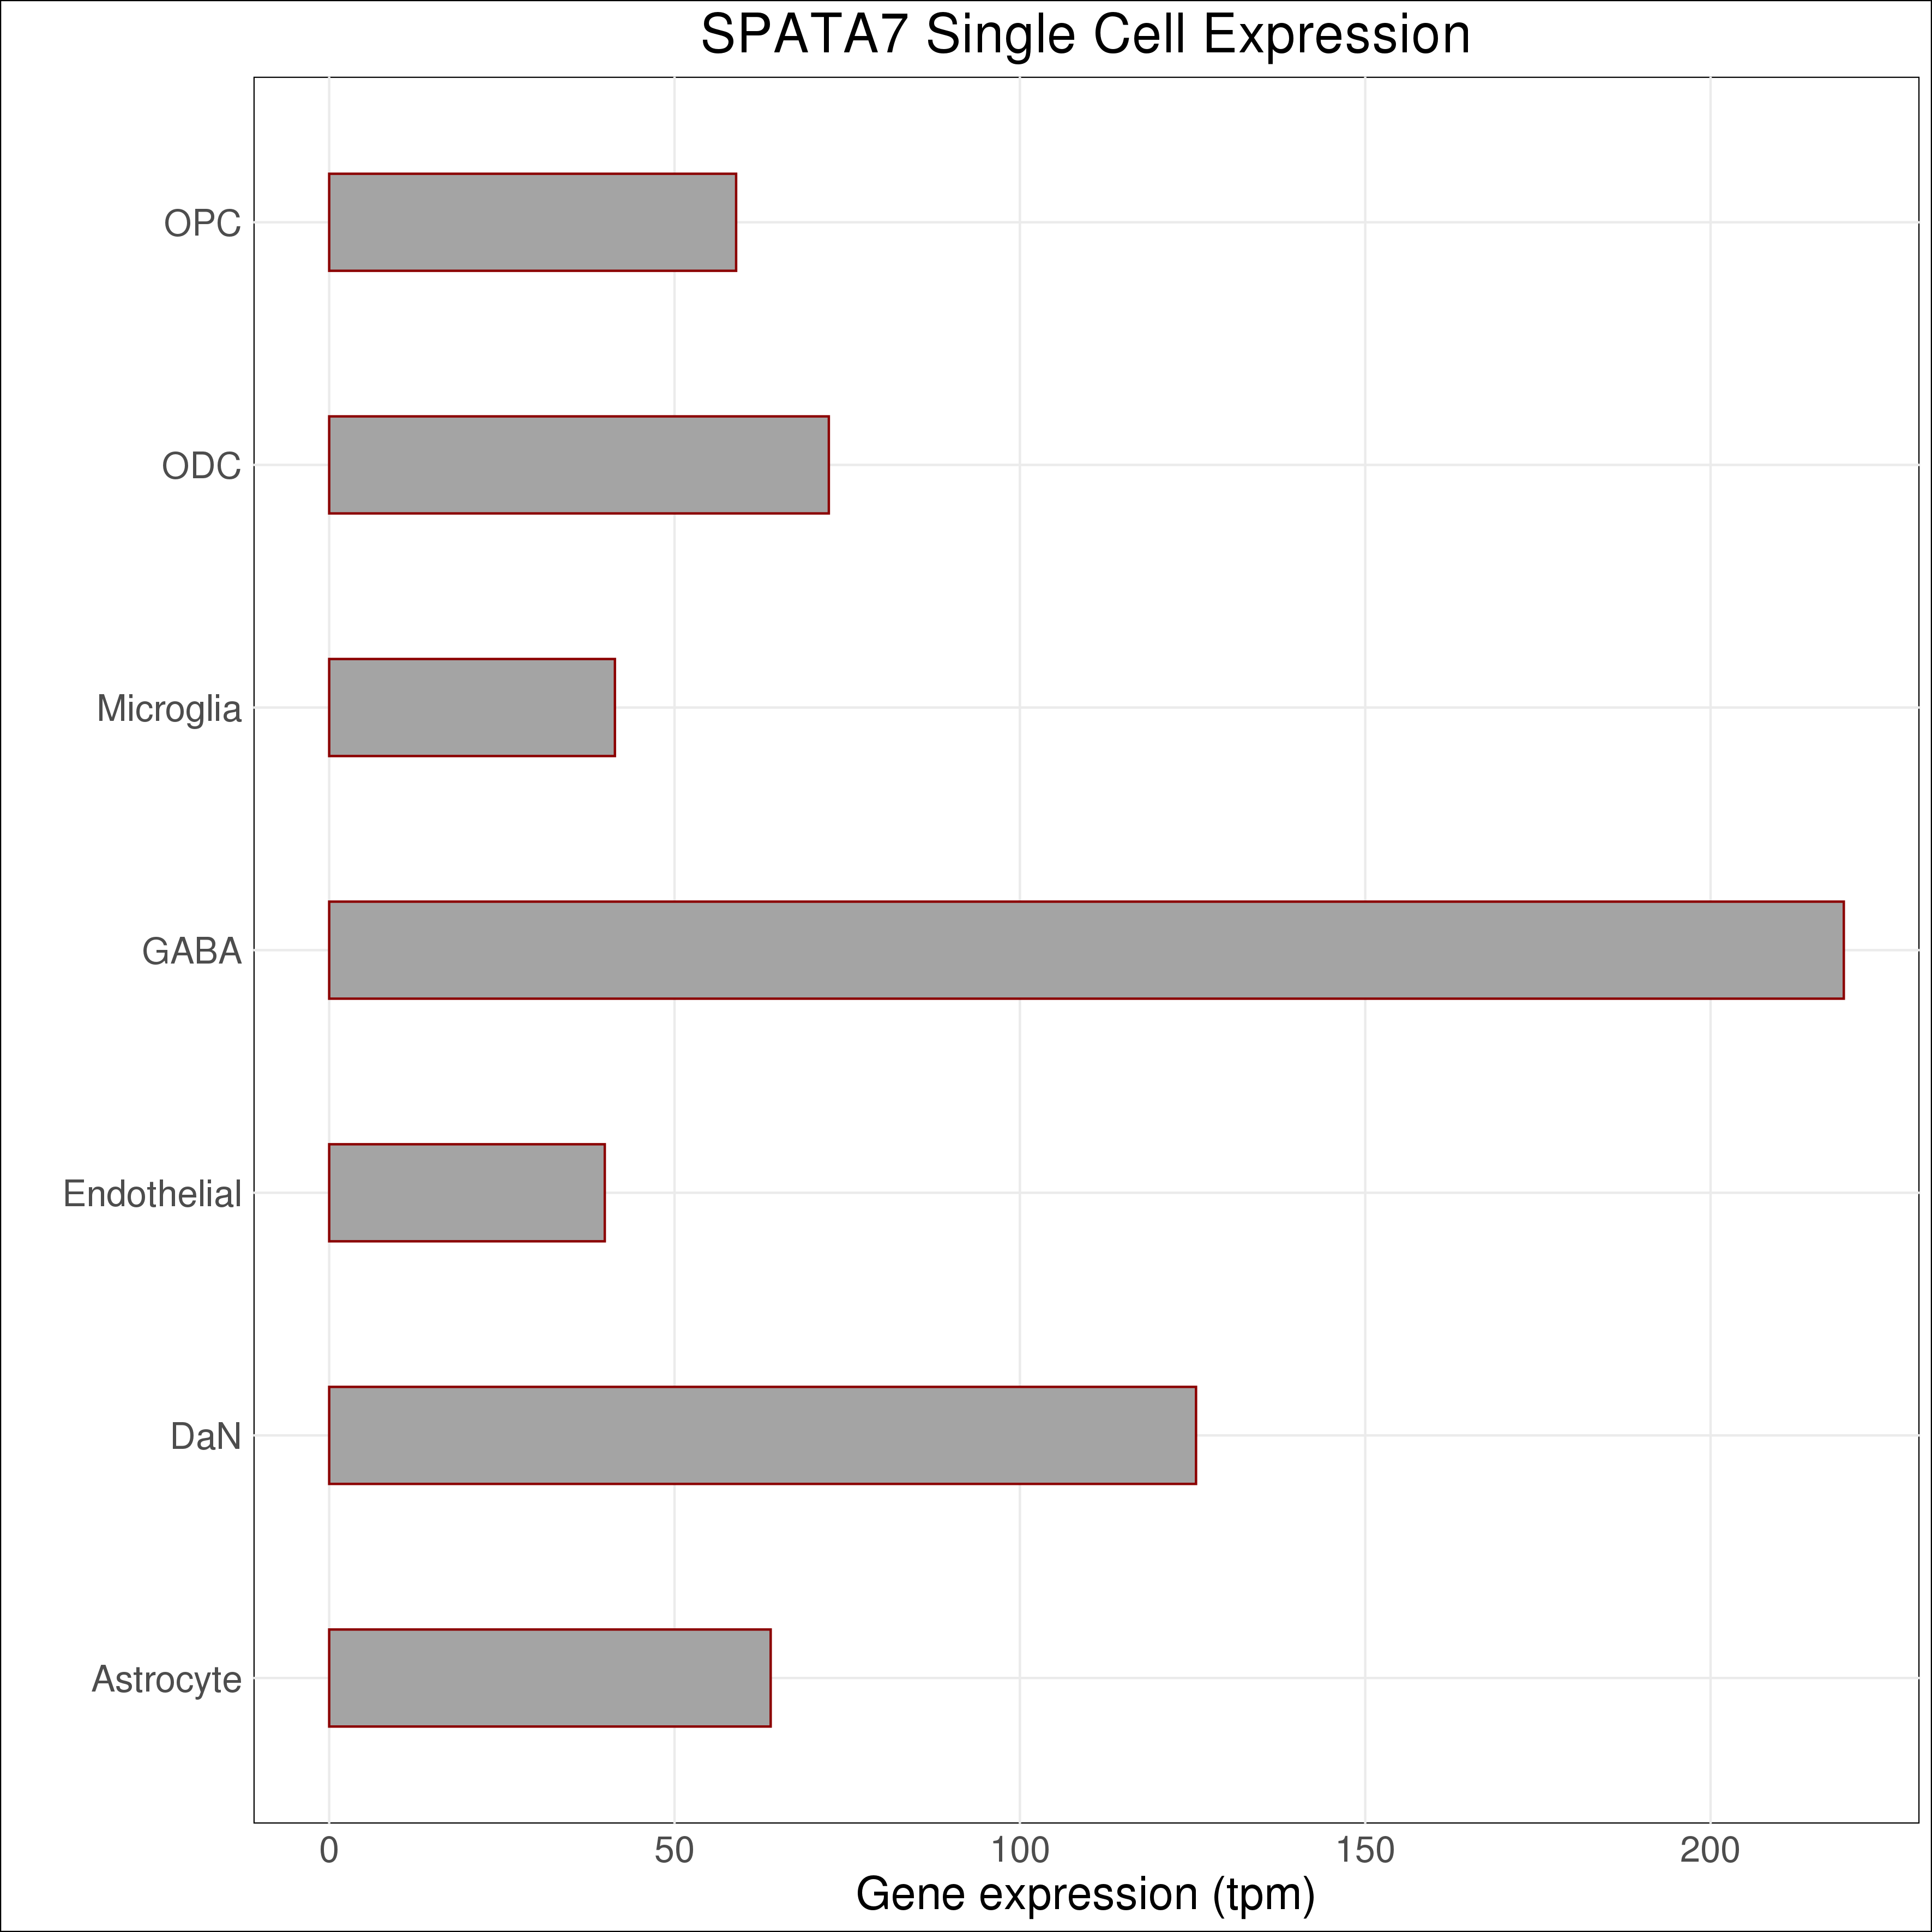 SPATA7 Single Cell Expression
OPC
ODC
Microglia
GABA
Endothelial
DaN
Astrocyte
0 50 100 150 200
Gene expression (tpm)